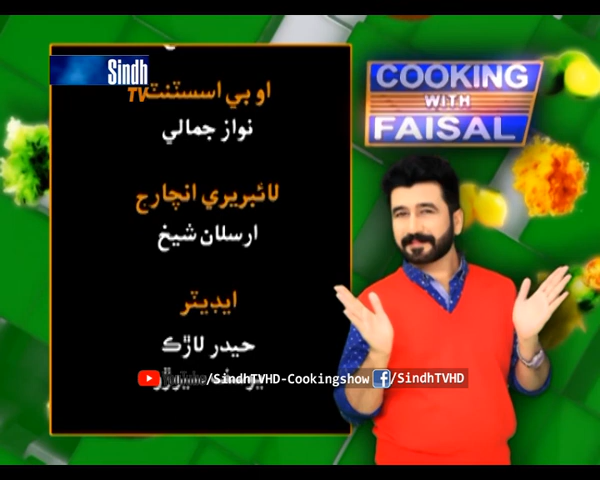 Sindh
TV
او بي اسسٽنٽ
نواز جمالي
لائبريري انچارج
ارسلان شيخ
ايڊيٽر
حيدر لاڙڪ
COOKING
WITH
FAISAL
/SindhTVHD-Cookingshow /SindhTVHD